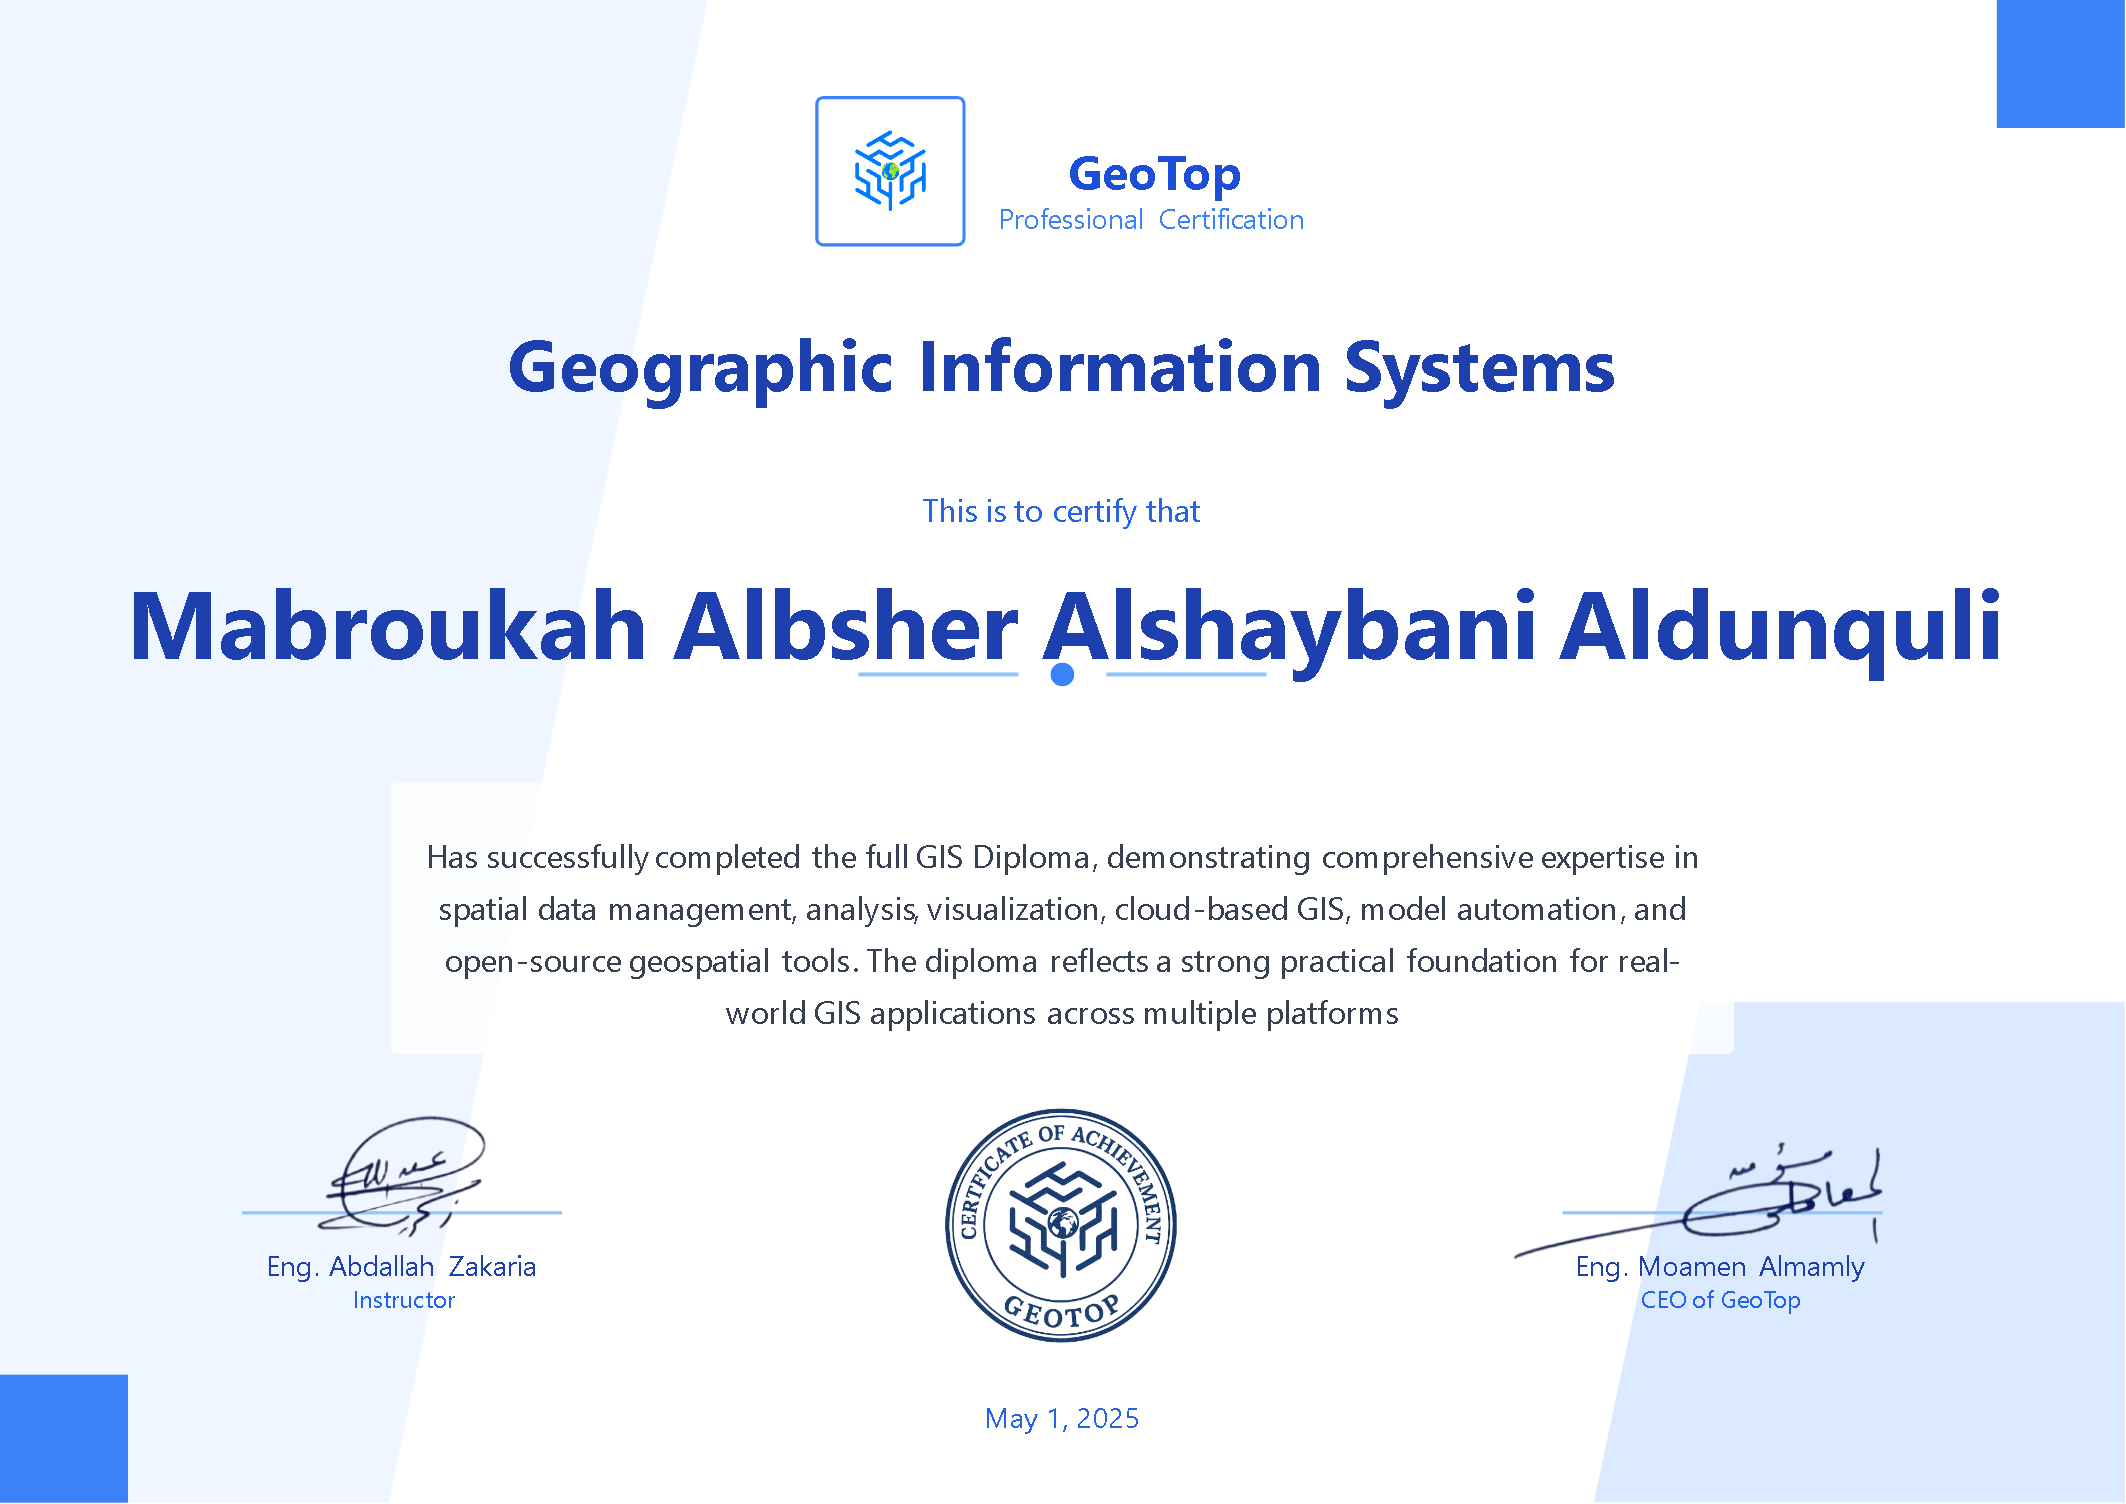 GeoTop
Professional Certification
Geographic Information Systems
This is to certify that
Mabroukah Albsher Alshaybani Aldunquli
Has successfully completed the full GIS Diploma, demonstrating comprehensive expertise in
spatial data management, analysis, visualization, cloud-based GIS, model automation, and
open-source geospatial tools. The diploma reflects a strong practical foundation for real-
world GIS applications across multiple platforms
Eng. Abdallah Zakaria
Instructor
CERTFICATE OF ACHIEVEMENT
GEOTOP
Eng. Moamen Almamly
CEO of GeoTop
May 1, 2025